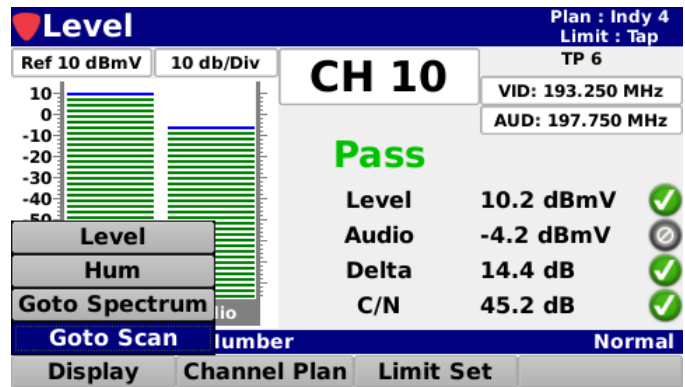 Level
Plan : Indy 4
Limit : Tap
Ref 10 dBmV
10 db/Div
CH 10
TP 6
VID: 193.250 MHz
AUD: 197.750 MHz
10
0
-10
-20
-30
-40
-50
Pass
Level 10.2 dBmV
Audio -4.2 dBmV
Delta 14.4 dB
C/N 45.2 dB
Level
Hum
Goto Spectrum
Goto Scan
Normal
Display Channel Plan Limit Set